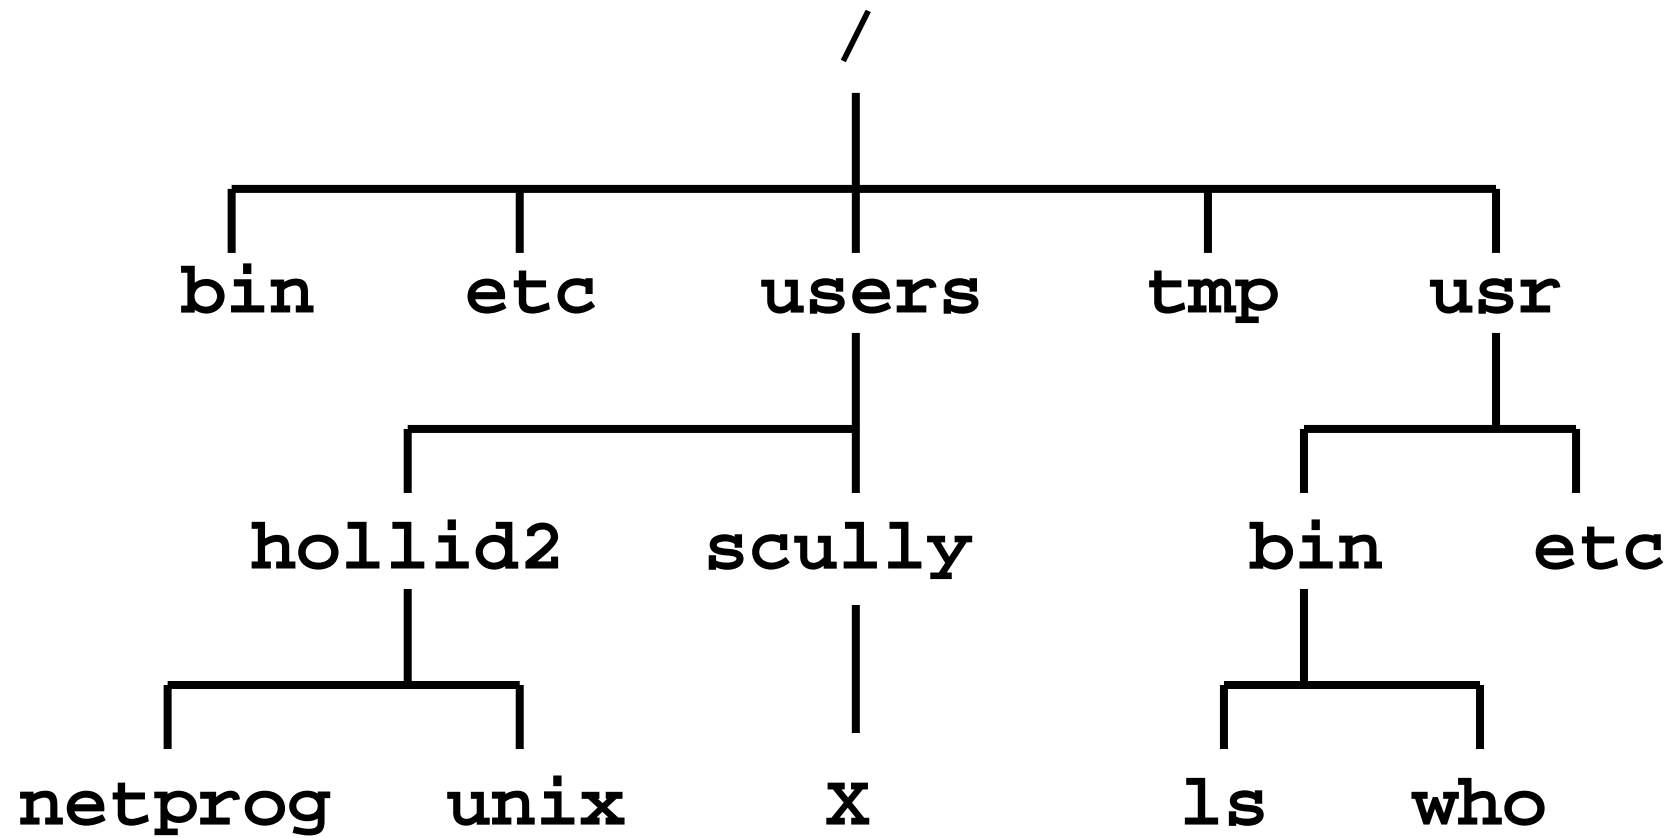 /
bin etc users tmp usr
hollid2 scully bin etc
netprog unix X ls who